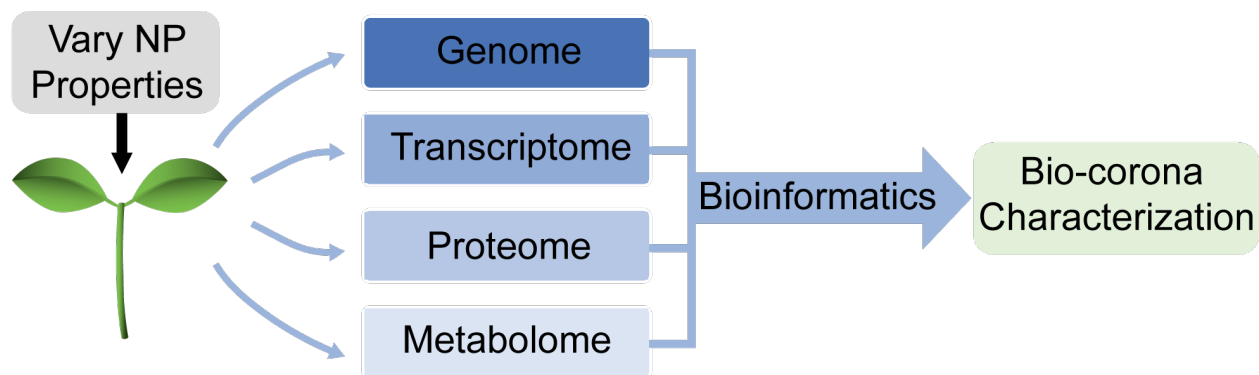 Vary NP
Properties
Genome
Transcriptome
Proteome
Metabolome
Bioinformatics
Bio-corona
Characterization